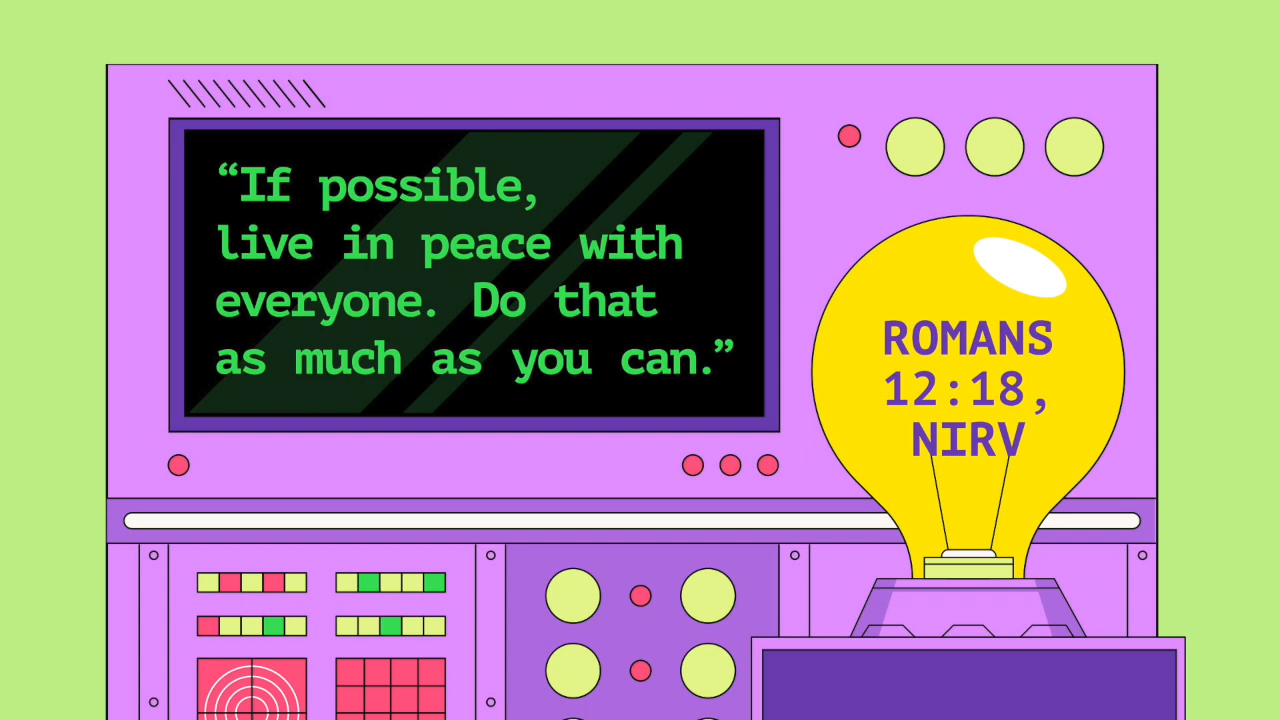 “If possible,
live in peace with
everyone. Do that
as much as you can.”
ROMANS
12:18,
NIRV